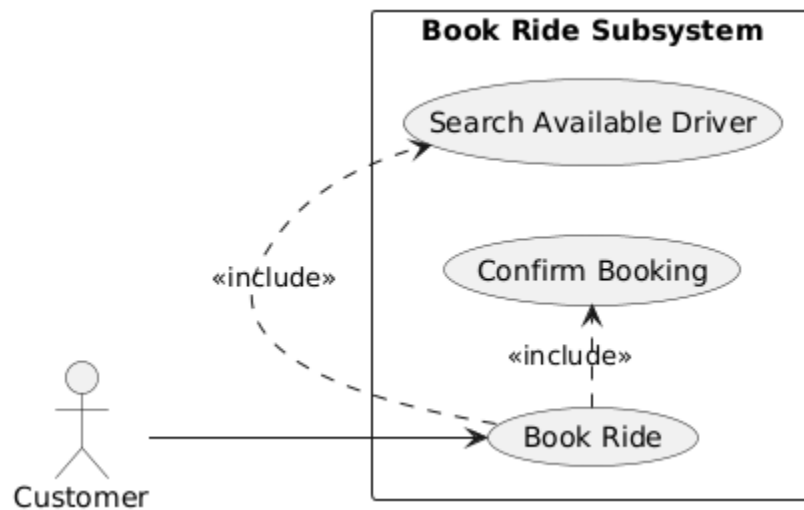 Book Ride Subsystem
Search Available Driver
«include»
Confirm Booking
«include»
Book Ride
Customer